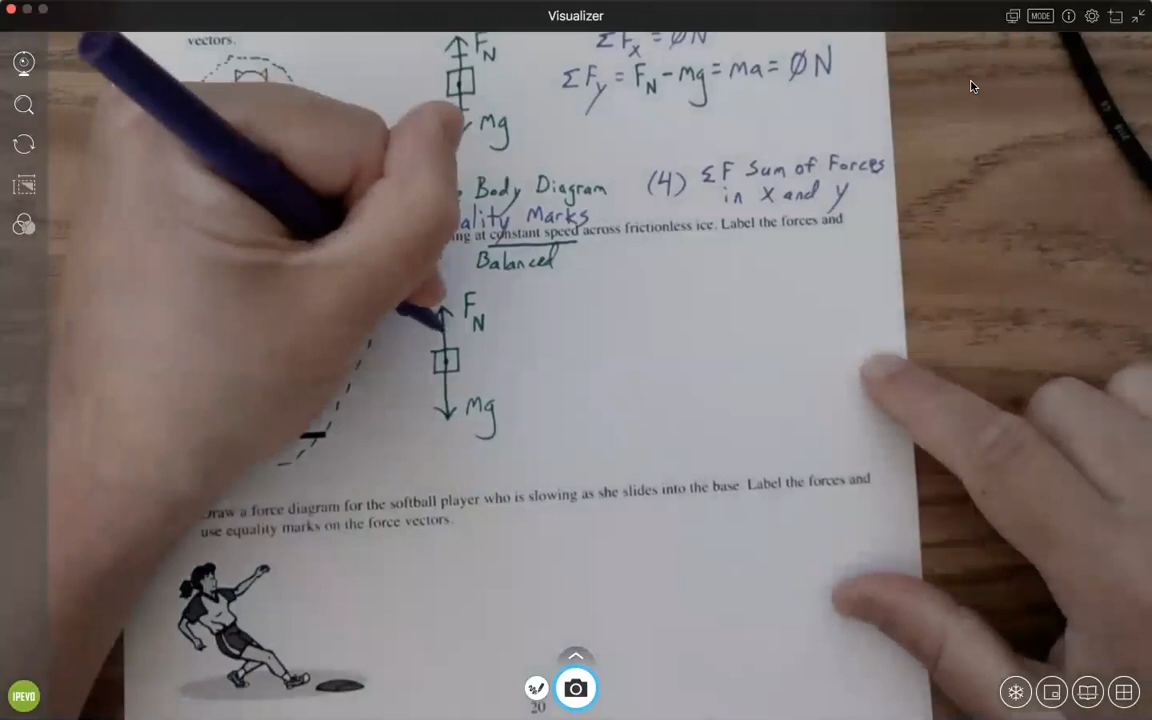 Visualizer
MODE
vectors.
F_N
ΣF_x = ØN
ΣF_y = F_N - Mg = Ma = ØN
Mg
Body Diagram
(4) ΣF Sum of Forces
in x and y
ality Marks
ing at constant speed across frictionless ice. Label the forces and
Balanced
F_N
Mg
Draw a force diagram for the softball player who is slowing as she slides into the base. Label the forces and
use equality marks on the force vectors.
IPEVO
20